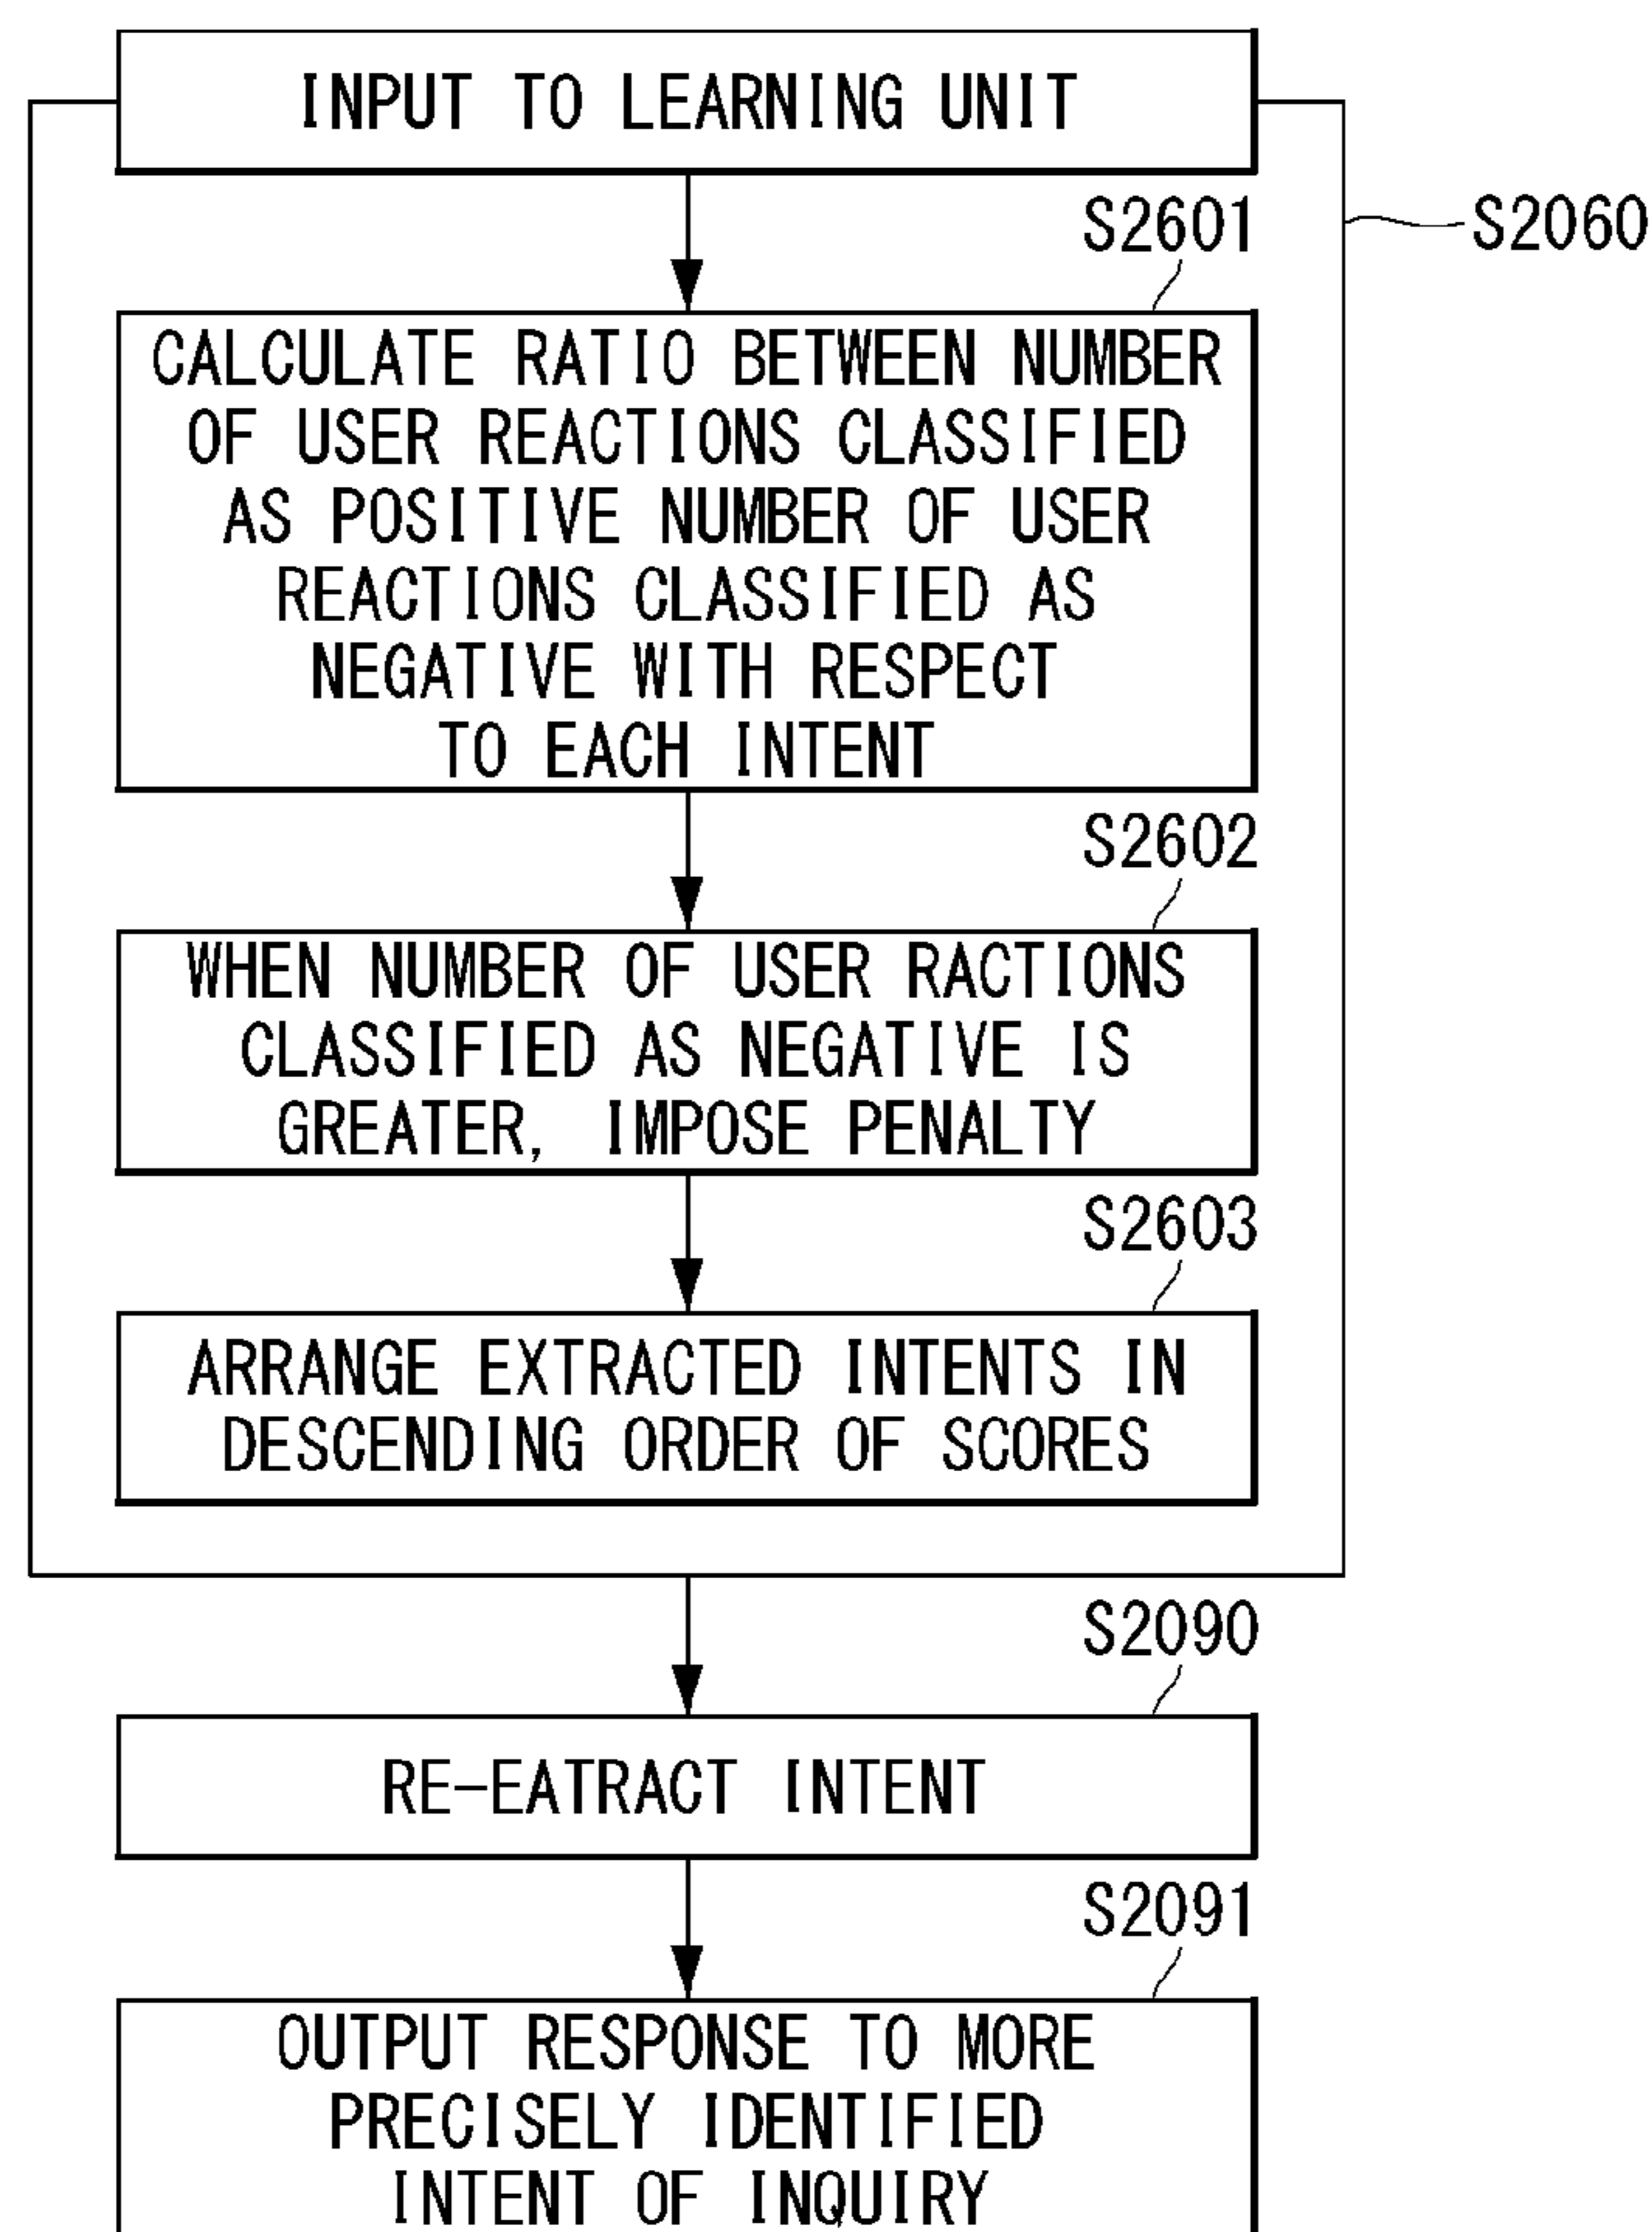 INPUT TO LEARNING UNIT
S2601
S2060
CALCULATE RATIO BETWEEN NUMBER
OF USER REACTIONS CLASSIFIED
AS POSITIVE NUMBER OF USER
REACTIONS CLASSIFIED AS
NEGATIVE WITH RESPECT
TO EACH INTENT
S2602
WHEN NUMBER OF USER RACTIONS
CLASSIFIED AS NEGATIVE IS
GREATER, IMPOSE PENALTY
S2603
ARRANGE EXTRACTED INTENTS IN
DESCENDING ORDER OF SCORES
S2090
RE-EATRACT INTENT
S2091
OUTPUT RESPONSE TO MORE
PRECISELY IDENTIFIED
INTENT OF INQUIRY